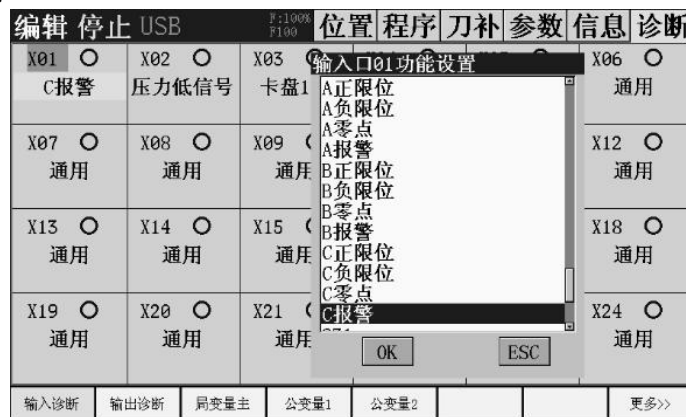 编辑 停止 USB F:100% F100 位置 程序 刀补 参数 信息 诊断
X01 X02 X03 X06
C报警 压力低信号 卡盘1 通用
X07 X08 X09 X12
通用 通用 通用 通用
X13 X14 X15 X18
通用 通用 通用 通用
X19 X20 X21 X24
通用 通用 通用 通用
输入口01功能设置
A正限位
A负限位
A零点
A报警
B正限位
B负限位
B零点
B报警
C正限位
C负限位
C零点
C报警
OK ESC
输入诊断 输出诊断 局变量主 公变量1 公变量2 更多>>